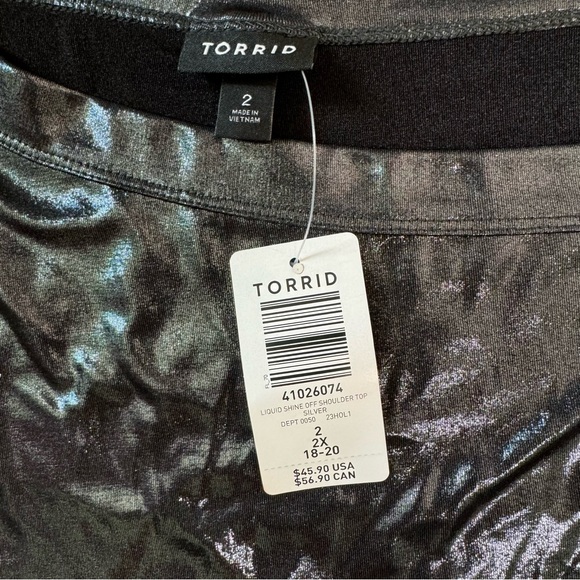 TORRID
2
MADE IN
VIETNAM
TORRID
41026074
LIQUID SHINE OFF SHOULDER TOP
SILVER
DEPT 0050 23HOL1
2
2X
18-20
$45.90 USA
$56.90 CAN